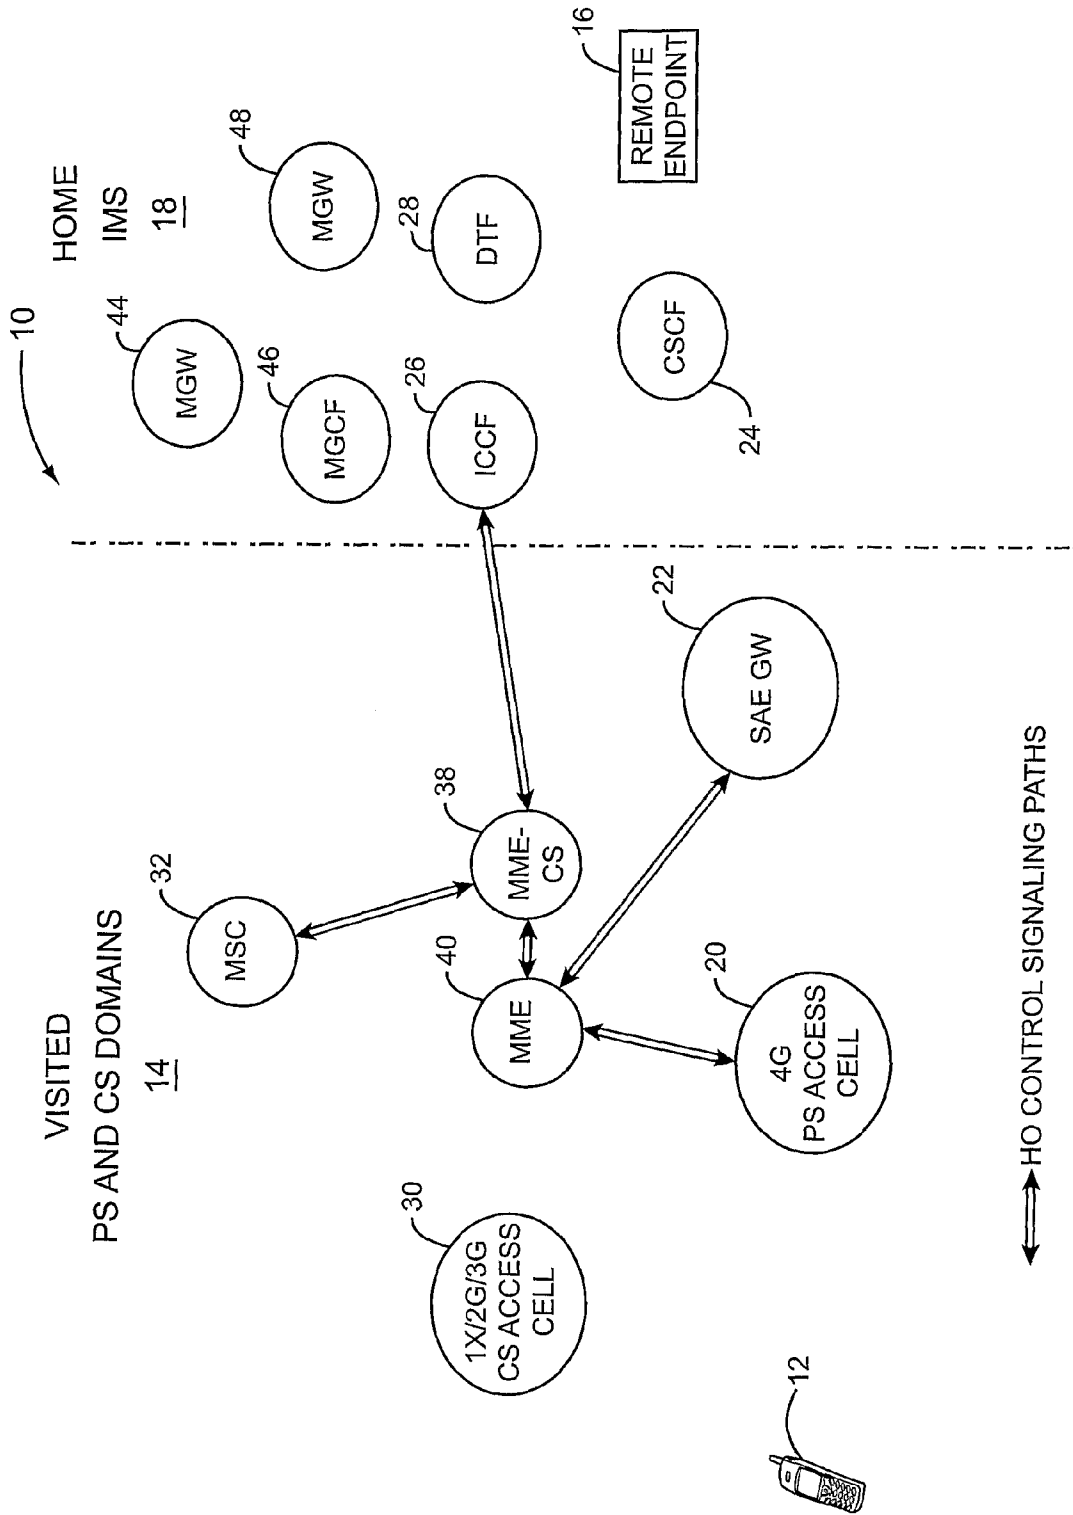 10
VISITED
PS AND CS DOMAINS
14
HOME
IMS
18
44
MGW
48
MGW
32
MSC
46
MGCF
30
1X/2G/3G
CS ACCESS
CELL
40
MME
38
MME-
CS
26
ICCF
28
DTF
16
REMOTE
ENDPOINT
22
SAE GW
24
CSCF
20
4G
PS ACCESS
CELL
12
HO CONTROL SIGNALING PATHS